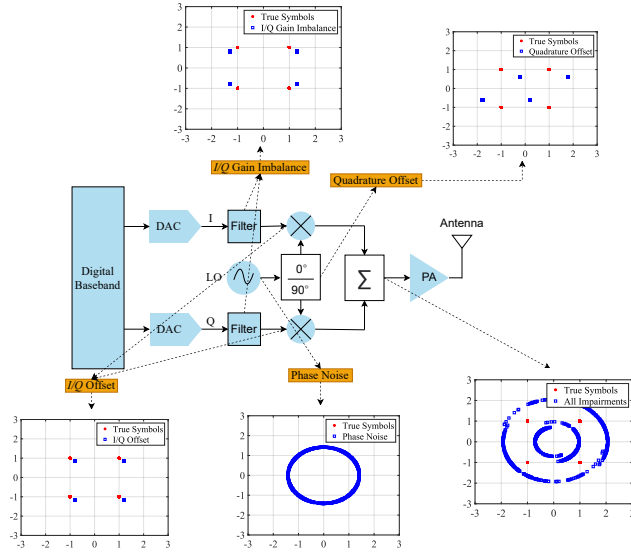 True Symbols
I/Q Gain Imbalance
3
2
1
0
-1
-2
-3
-3 -2 -1 0 1 2 3
True Symbols
Quadrature Offset
3
2
1
0
-1
-2
-3
-3 -2 -1 0 1 2 3
I/Q Gain Imbalance
Quadrature Offset
Digital
Baseband
DAC
I
Filter
LO
0°
90°
Σ
PA
Antenna
DAC
Q
Filter
I/Q Offset
Phase Noise
True Symbols
I/Q Offset
3
2
1
0
-1
-2
-3
-3 -2 -1 0 1 2 3
True Symbols
Phase Noise
3
2
1
0
-1
-2
-3
-3 -2 -1 0 1 2 3
True Symbols
All Impairments
3
2
1
0
-1
-2
-3
-3 -2 -1 0 1 2 3